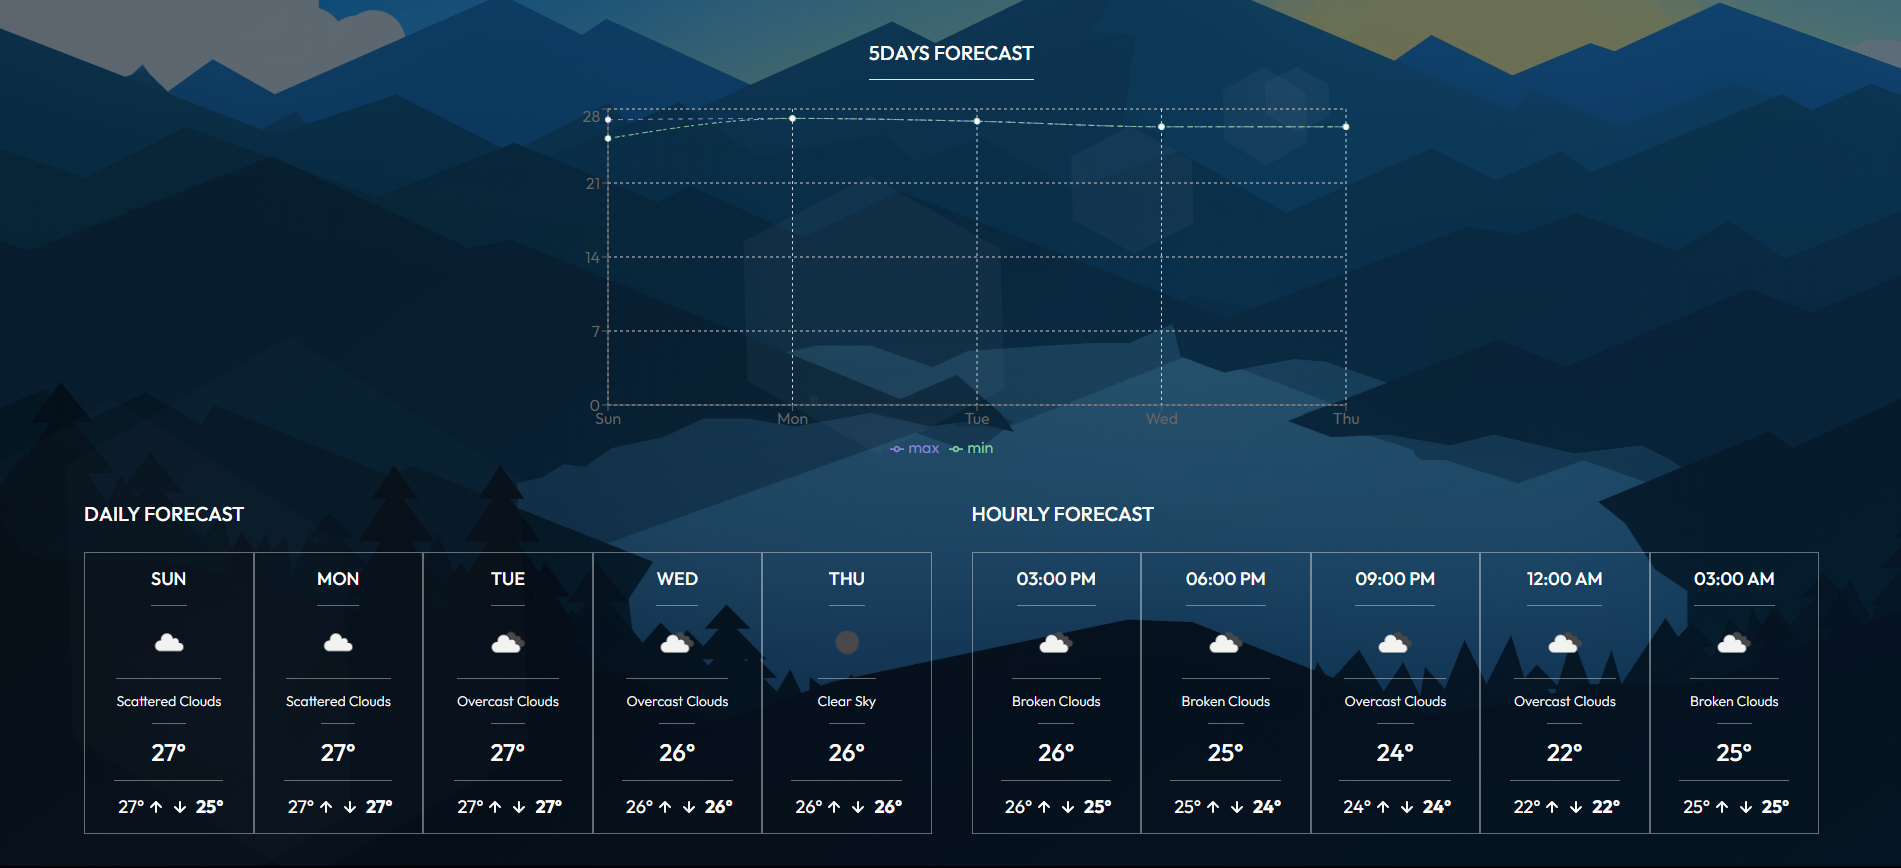 5DAYS FORECAST
28
21
14
7
0
Sun Mon Tue Wed Thu
max min
DAILY FORECAST
SUN MON TUE WED THU
Scattered Clouds Scattered Clouds Overcast Clouds Overcast Clouds Clear Sky
27° 27° 27° 26° 26°
27° ↑ ↓ 25° 27° ↑ ↓ 27° 27° ↑ ↓ 27° 26° ↑ ↓ 26° 26° ↑ ↓ 26°
HOURLY FORECAST
03:00 PM 06:00 PM 09:00 PM 12:00 AM 03:00 AM
Broken Clouds Broken Clouds Overcast Clouds Overcast Clouds Broken Clouds
26° 25° 24° 22° 25°
26° ↑ ↓ 25° 25° ↑ ↓ 24° 24° ↑ ↓ 24° 22° ↑ ↓ 22° 25° ↑ ↓ 25°